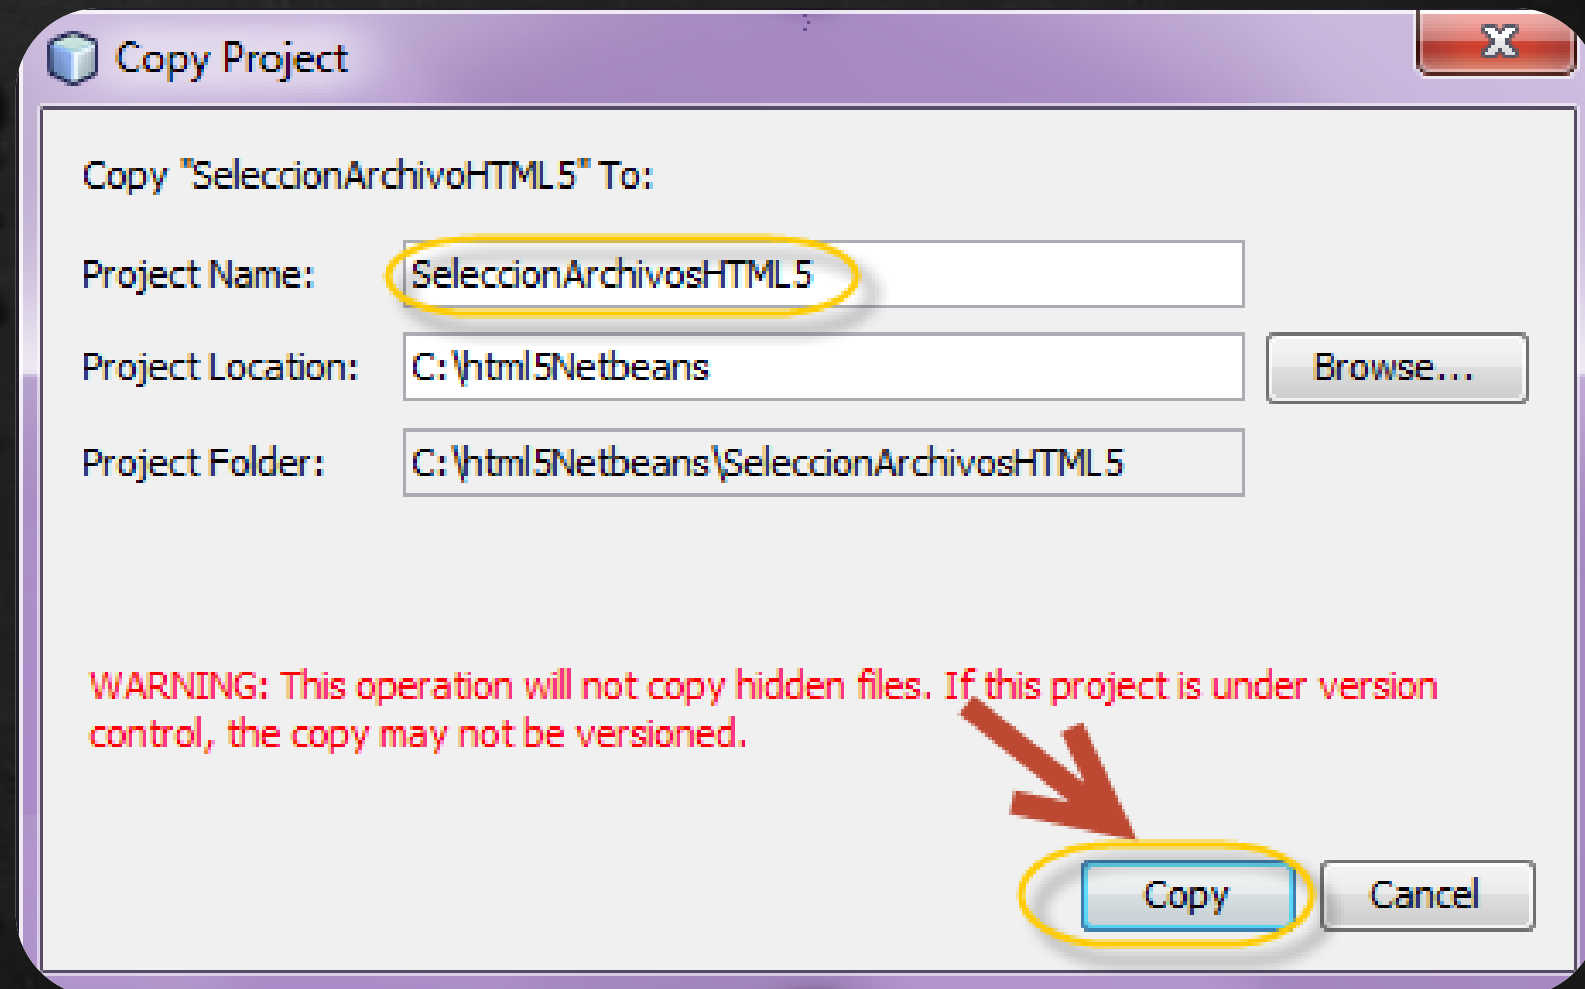 Copy Project
Copy "SeleccionArchivoHTML5" To:
Project Name: SeleccionArchivosHTML5
Project Location: C:\html5Netbeans Browse...
Project Folder: C:\html5Netbeans\SeleccionArchivosHTML5
WARNING: This operation will not copy hidden files. If this project is under version
control, the copy may not be versioned.
Copy Cancel